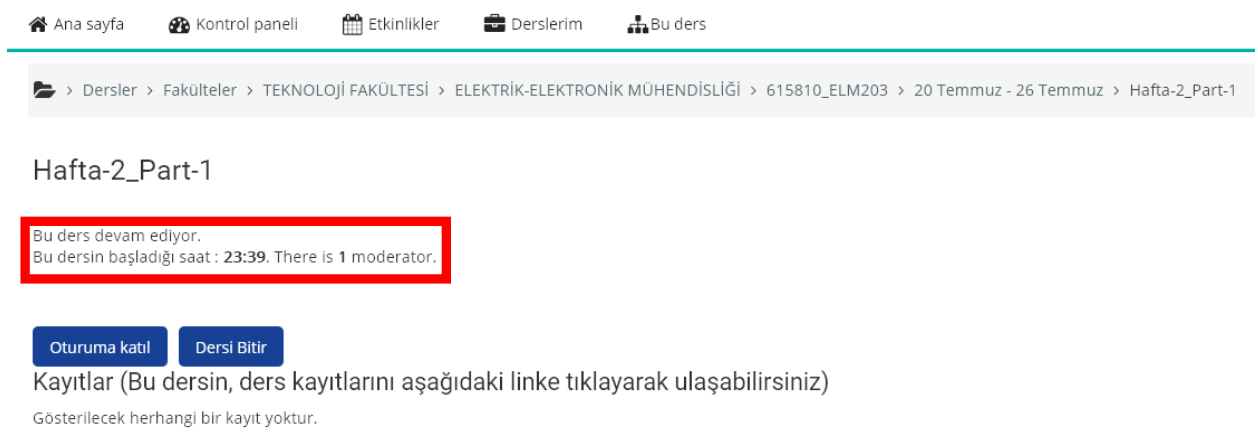 Ana sayfa Kontrol paneli Etkinlikler Derslerim Bu ders
> Dersler > Fakülteler > TEKNOLOJİ FAKÜLTESİ > ELEKTRİK-ELEKTRONİK MÜHENDİSLİĞİ > 615810_ELM203 > 20 Temmuz - 26 Temmuz > Hafta-2_Part-1
Hafta-2_Part-1
Bu ders devam ediyor.
Bu dersin başladığı saat : 23:39. There is 1 moderator.
Oturuma katıl Dersi Bitir
Kayıtlar (Bu dersin, ders kayıtlarını aşağıdaki linke tıklayarak ulaşabilirsiniz)
Gösterilecek herhangi bir kayıt yoktur.